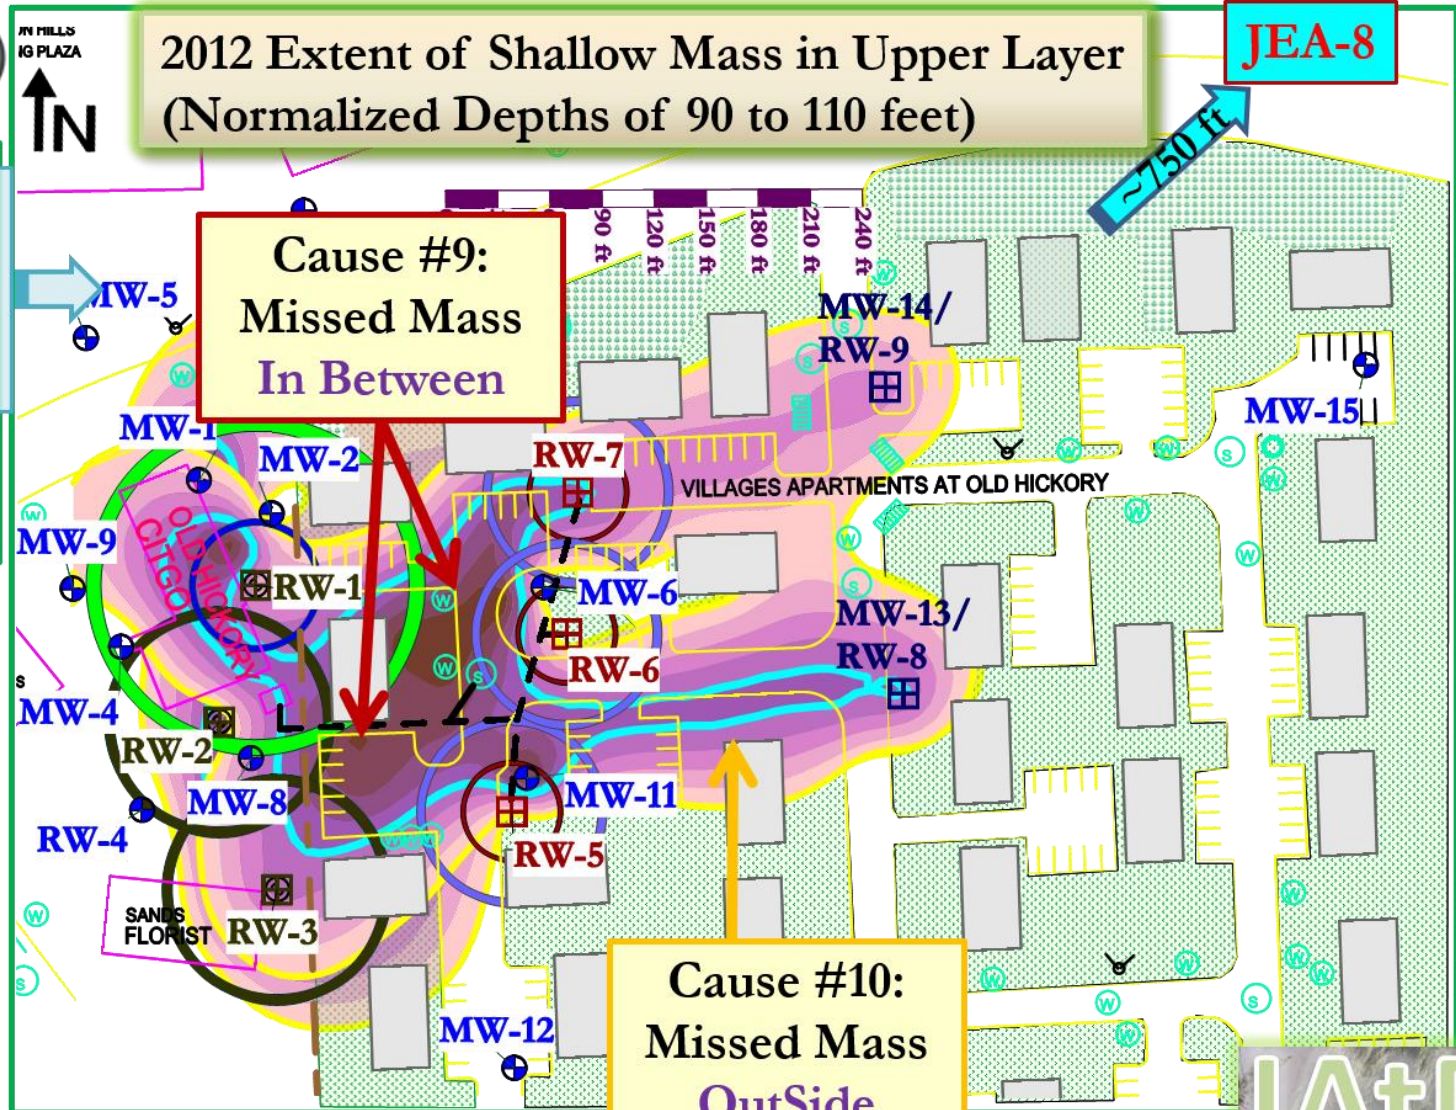 IG PLAZA
N
2012 Extent of Shallow Mass in Upper Layer
(Normalized Depths of 90 to 110 feet)
JEA-8
~750 ft
90 ft
120 ft
150 ft
180 ft
210 ft
240 ft
Cause #9:
Missed Mass
In Between
MW-5
MW-14/
RW-9
MW-15
MW-1
MW-2
RW-7
VILLAGES APARTMENTS AT OLD HICKORY
MW-9
OLD HICKORY
CITGO
RW-1
MW-6
MW-13/
RW-8
RW-6
MW-4
RW-2
MW-8
MW-11
RW-4
RW-5
SANDS
FLORIST
RW-3
MW-12
Cause #10:
Missed Mass
OutSide